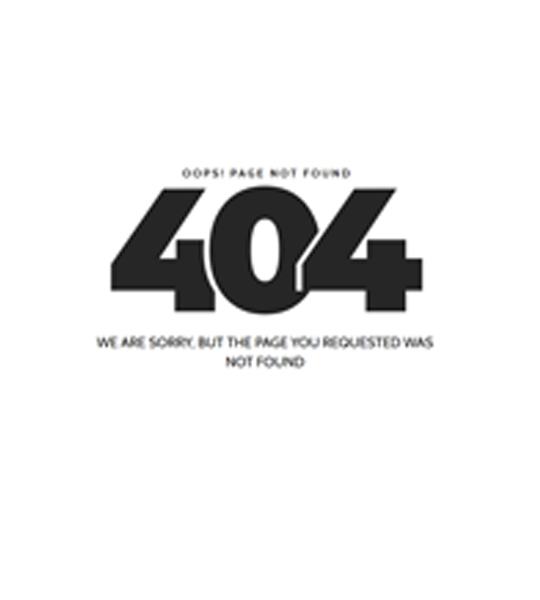 OOPS! PAGE NOT FOUND
404
WE ARE SORRY, BUT THE PAGE YOU REQUESTED WAS
NOT FOUND